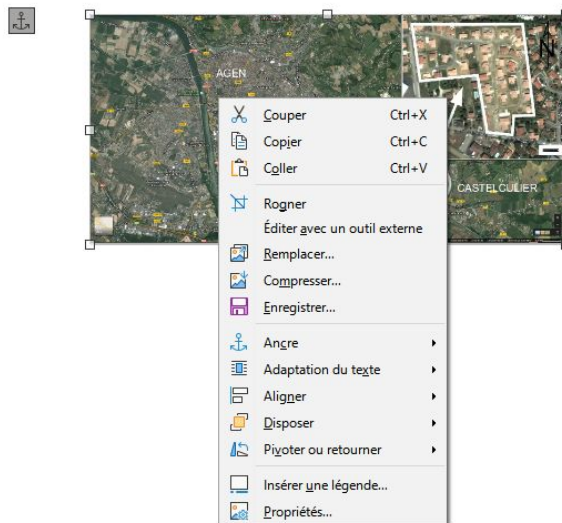 AGEN
N
CASTELCULIER
Couper Ctrl+X
Copier Ctrl+C
Coller Ctrl+V
Rogner
Éditer avec un outil externe
Remplacer...
Compresser...
Enregistrer...
Ancre
Adaptation du texte
Aligner
Disposer
Pivoter ou retourner
Insérer une légende...
Propriétés...